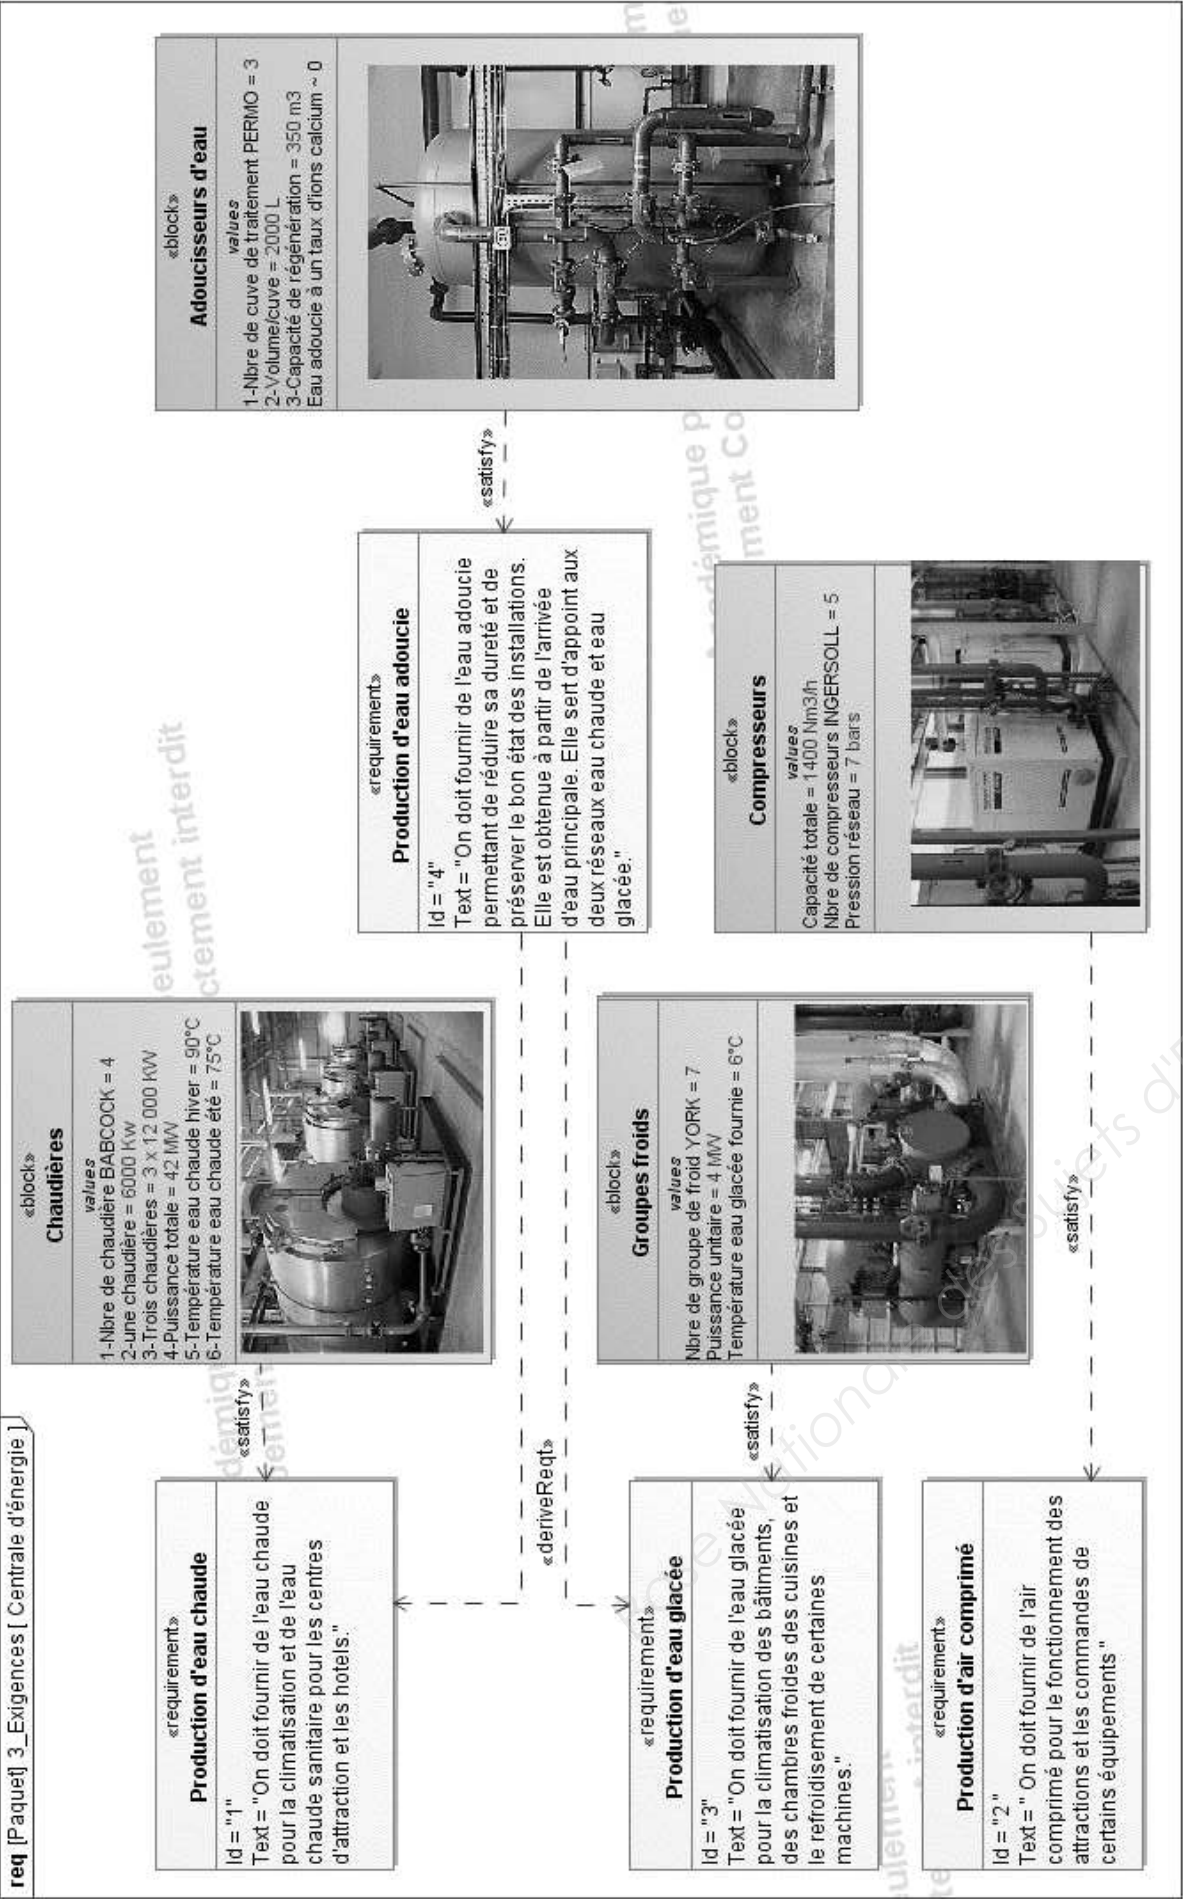 req [Paquet] 3_Exigences [ Centrale d'énergie ]
«requirement»
Production d'eau chaude
Id = "1"
Text = "On doit fournir de l'eau chaude
pour la climatisation et de l'eau
chaude sanitaire pour les centres
d'attraction et les hotels."
«satisfy»
«block»
Chaudières
values
1-Nbre de chaudière BABCOCK = 4
2-une chaudière = 6000 Kw
3-Trois chaudières = 3 x 12 000 KW
4-Puissance totale = 42 MW
5-Température eau chaude hiver = 90°C
6-Température eau chaude été = 75°C
«block»
Adoucisseurs d'eau
values
1-Nbre de cuve de traitement PERMO = 3
2-Volume/cuve = 2000 L
3-Capacité de régénération = 350 m3
Eau adoucie à un taux d'ions calcium ~ 0
«satisfy»
«requirement»
Production d'eau adoucie
Id = "4"
Text = "On doit fournir de l'eau adoucie
permettant de réduire sa dureté et de
préserver le bon état des installations.
Elle est obtenue à partir de l'arrivée
d'eau principale. Elle sert d'appoint aux
deux réseaux eau chaude et eau
glacée."
«deriveReqt»
«requirement»
Production d'eau glacée
Id = "3"
Text = "On doit fournir de l'eau glacée
pour la climatisation des bâtiments,
des chambres froides des cuisines et
le refroidisement de certaines
machines."
«satisfy»
«block»
Groupes froids
values
Nbre de groupe de froid YORK = 7
Puissance unitaire = 4 MW
Température eau glacée fournie = 6°C
«block»
Compresseurs
values
Capacité totale = 1400 Nm3/h
Nbre de compresseurs INGERSOLL = 5
Pression réseau = 7 bars
«satisfy»
«requirement»
Production d'air comprimé
Id = "2"
Text = " On doit fournir de l'air
comprimé pour le fonctionnement des
attractions et les commandes de
certains équipements"
eulement
ctement interdit
démique p
ment Co
des sujets d'